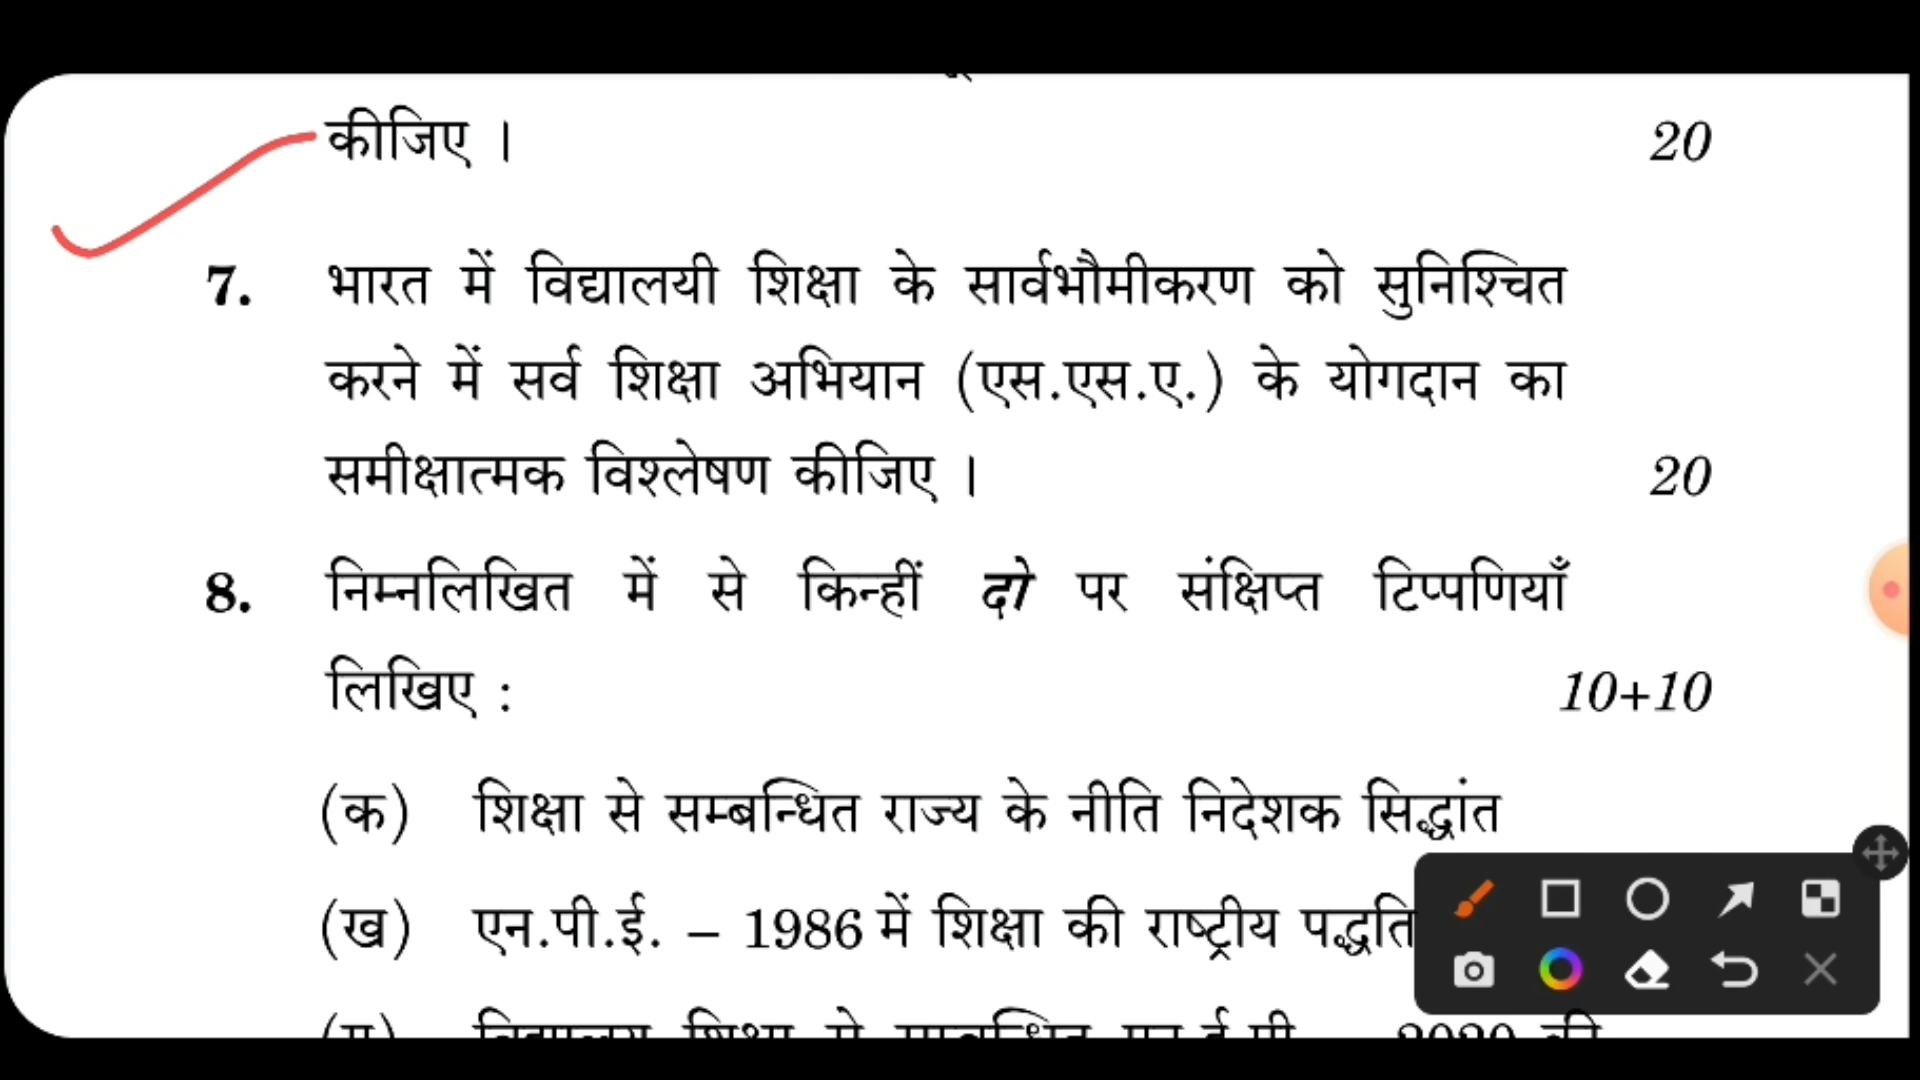 कीजिए । 20
7. भारत में विद्यालयी शिक्षा के सार्वभौमीकरण को सुनिश्चित
करने में सर्व शिक्षा अभियान (एस.एस.ए.) के योगदान का
समीक्षात्मक विश्लेषण कीजिए । 20
8. निम्नलिखित में से किन्हीं दो पर संक्षिप्त टिप्पणियाँ
लिखिए : 10+10
(क) शिक्षा से सम्बन्धित राज्य के नीति निदेशक सिद्धांत
(ख) एन.पी.ई. – 1986 में शिक्षा की राष्ट्रीय पद्धति